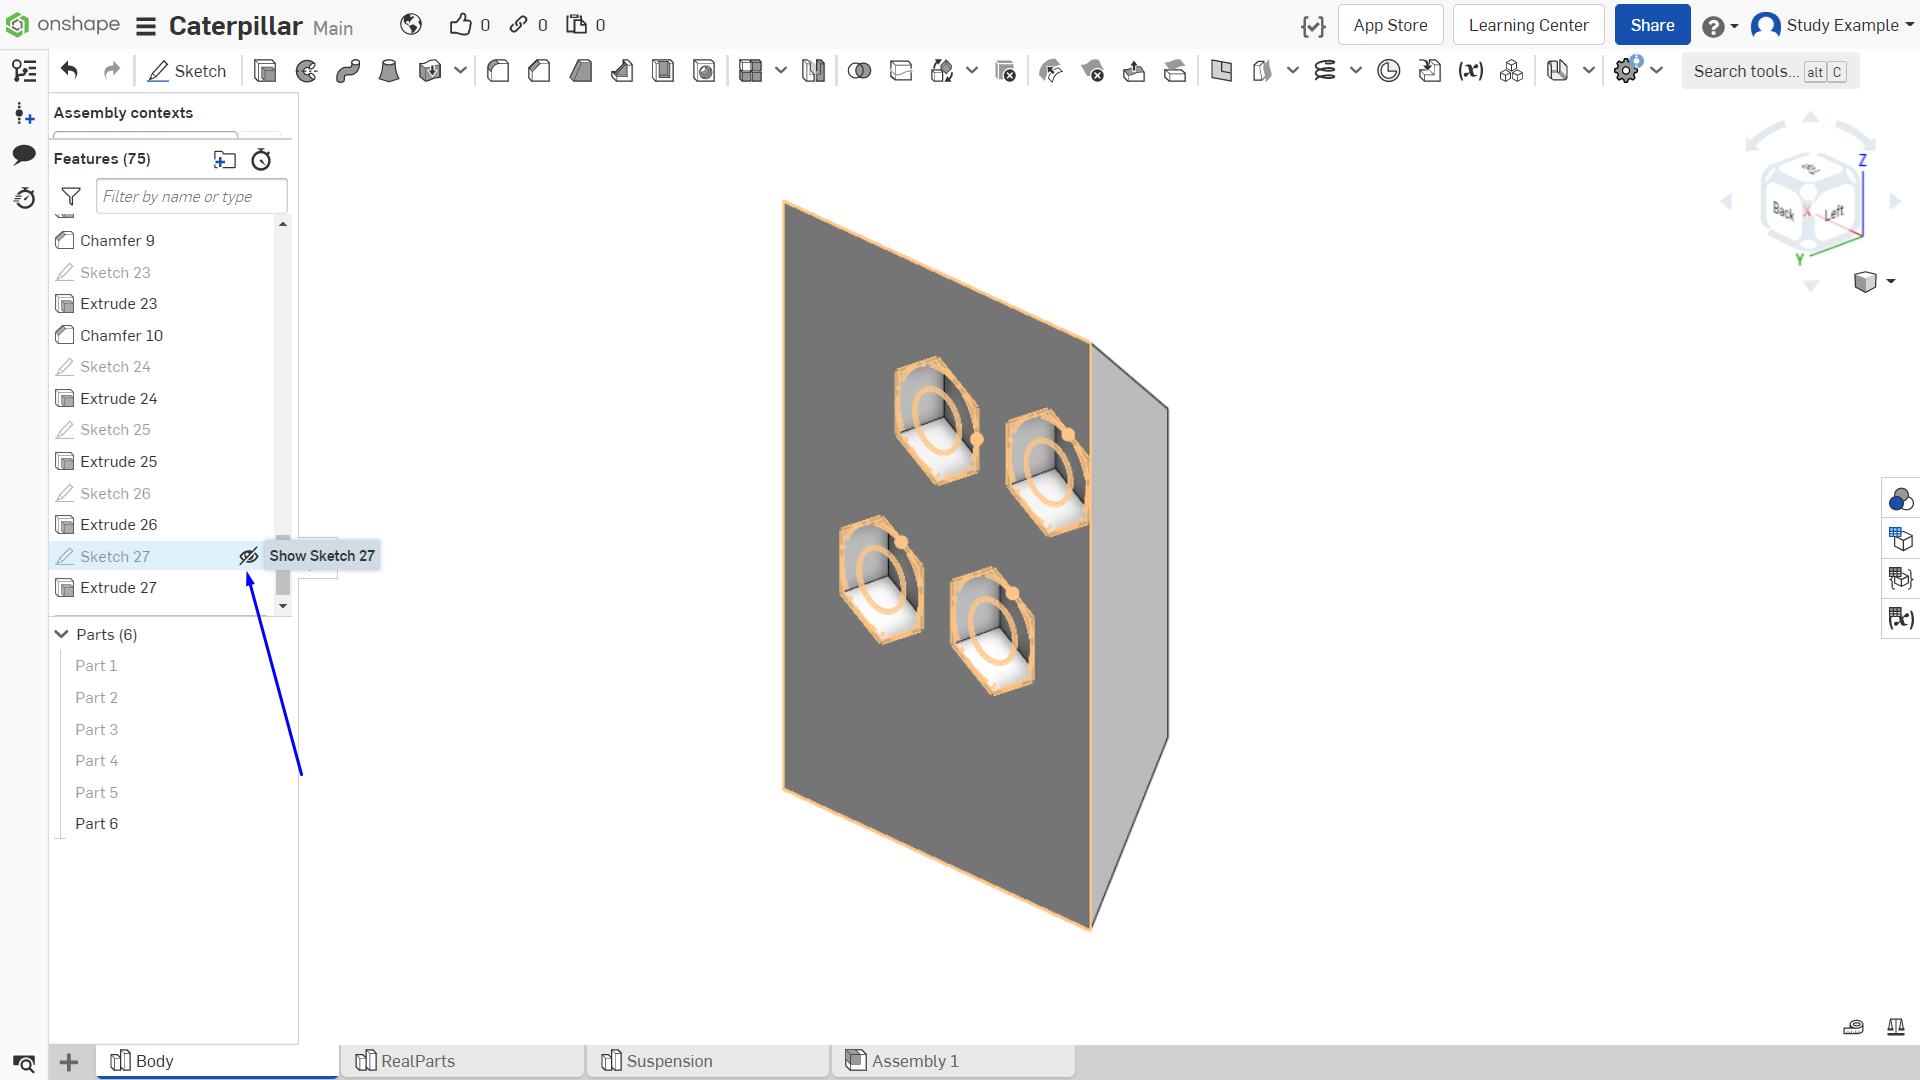 onshape Caterpillar Main 0 0 0 App Store Learning Center Share Study Example
Sketch Search tools... alt C
Assembly contexts
Features (75)
Filter by name or type
Chamfer 9
Sketch 23
Extrude 23
Chamfer 10
Sketch 24
Extrude 24
Sketch 25
Extrude 25
Sketch 26
Extrude 26
Sketch 27 Show Sketch 27
Extrude 27
Parts (6)
Part 1
Part 2
Part 3
Part 4
Part 5
Part 6
Z
Top
Back X Left
Y
Body RealParts Suspension Assembly 1